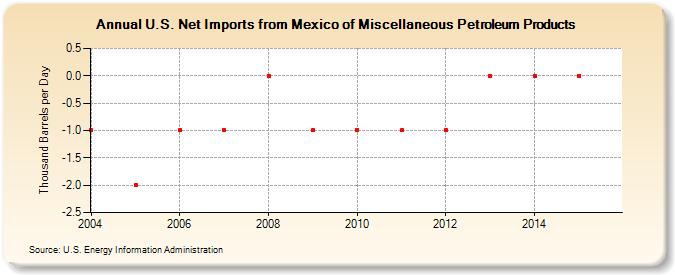 Annual U.S. Net Imports from Mexico of Miscellaneous Petroleum Products
Thousand Barrels per Day
0.5
0.0
-0.5
-1.0
-1.5
-2.0
-2.5
2004 2006 2008 2010 2012 2014
Source: U.S. Energy Information Administration